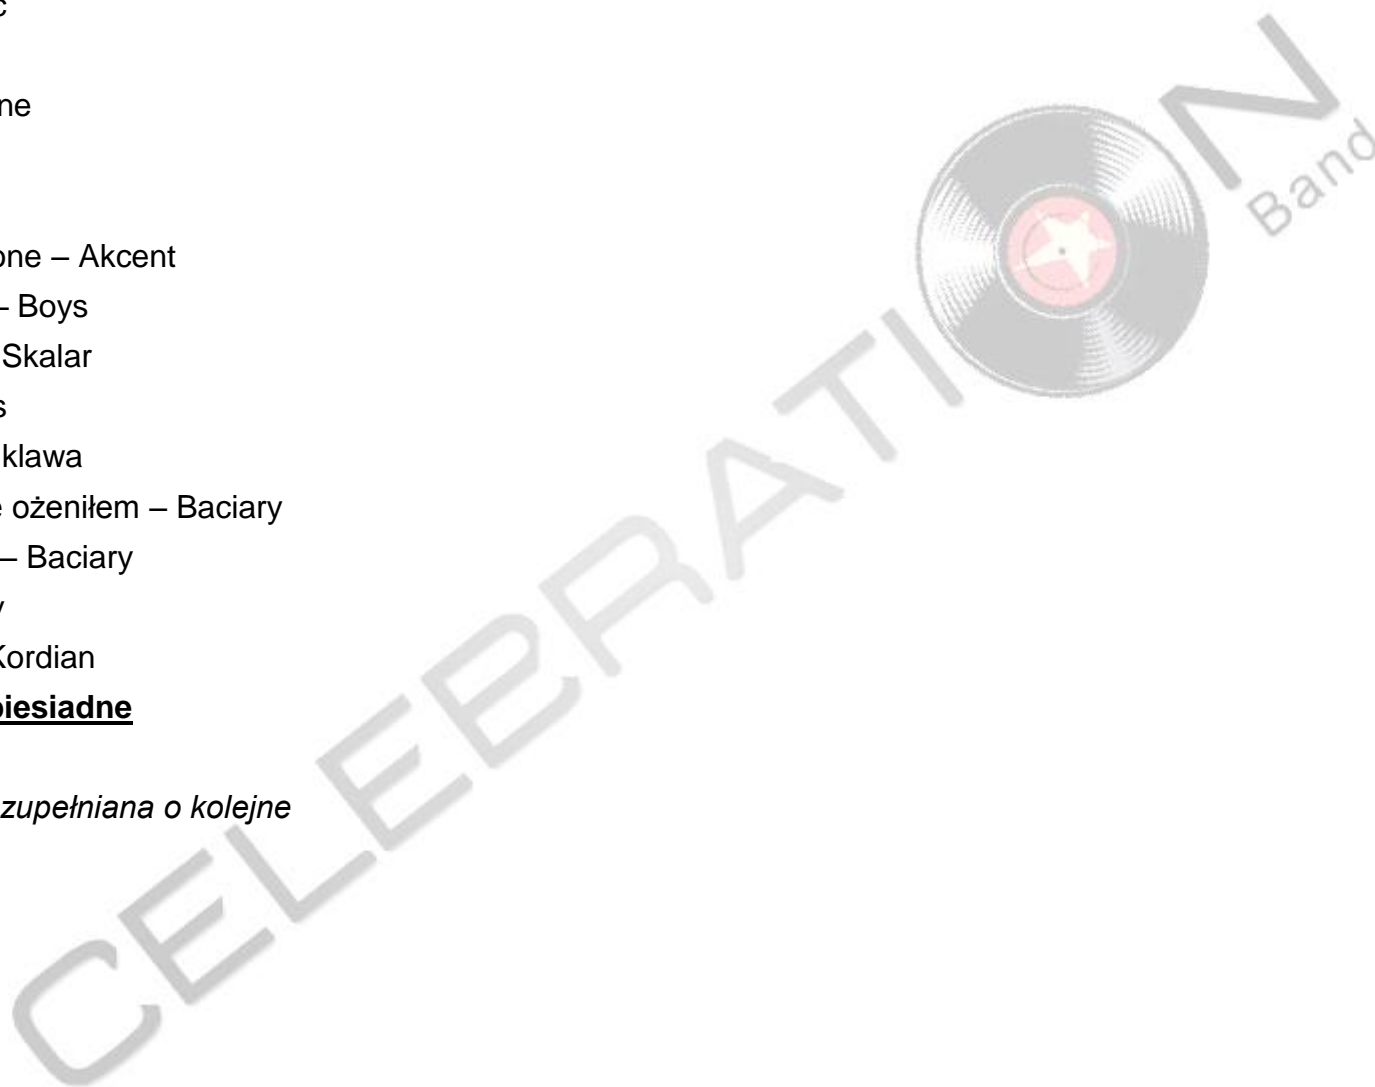 c
ne
one – Akcent
– Boys
Skalar
s
klawa
e ożeniłem – Baciary
– Baciary
y
Kordian
biesiadne
zupełniana o kolejne
CELEBRATION
Band